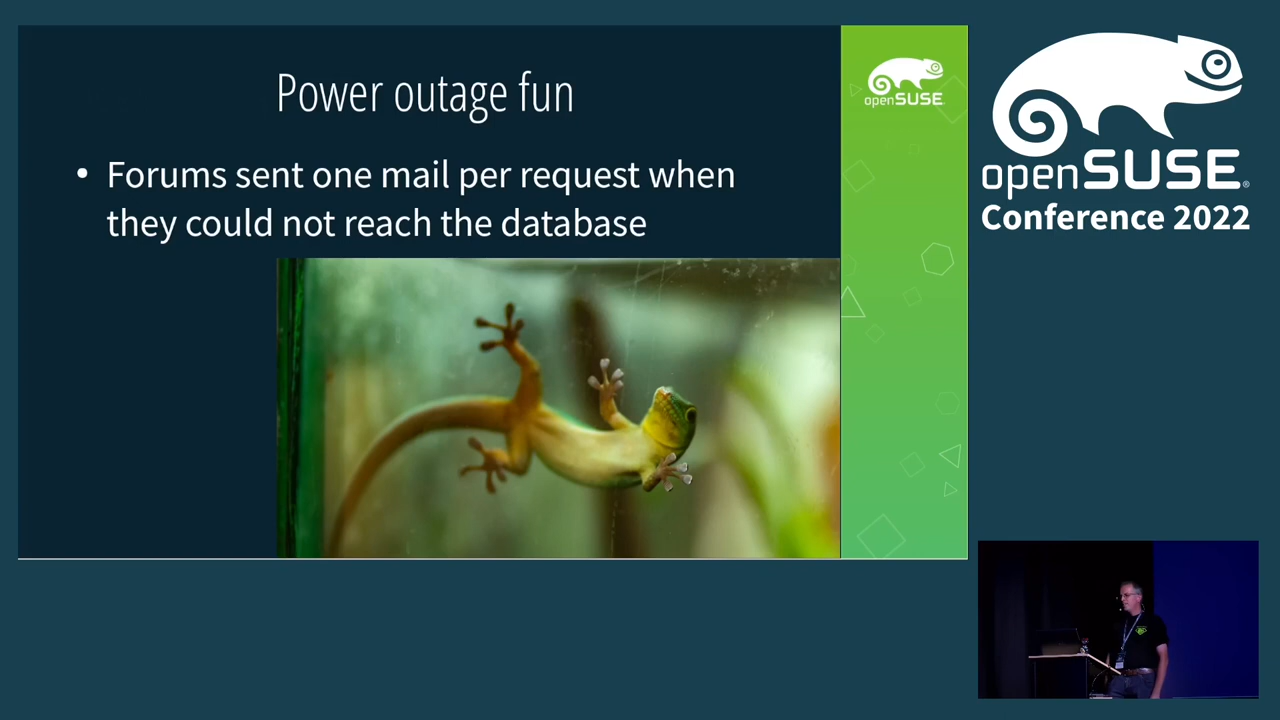 Power outage fun
• Forums sent one mail per request when
they could not reach the database
openSUSE
openSUSE®
Conference 2022